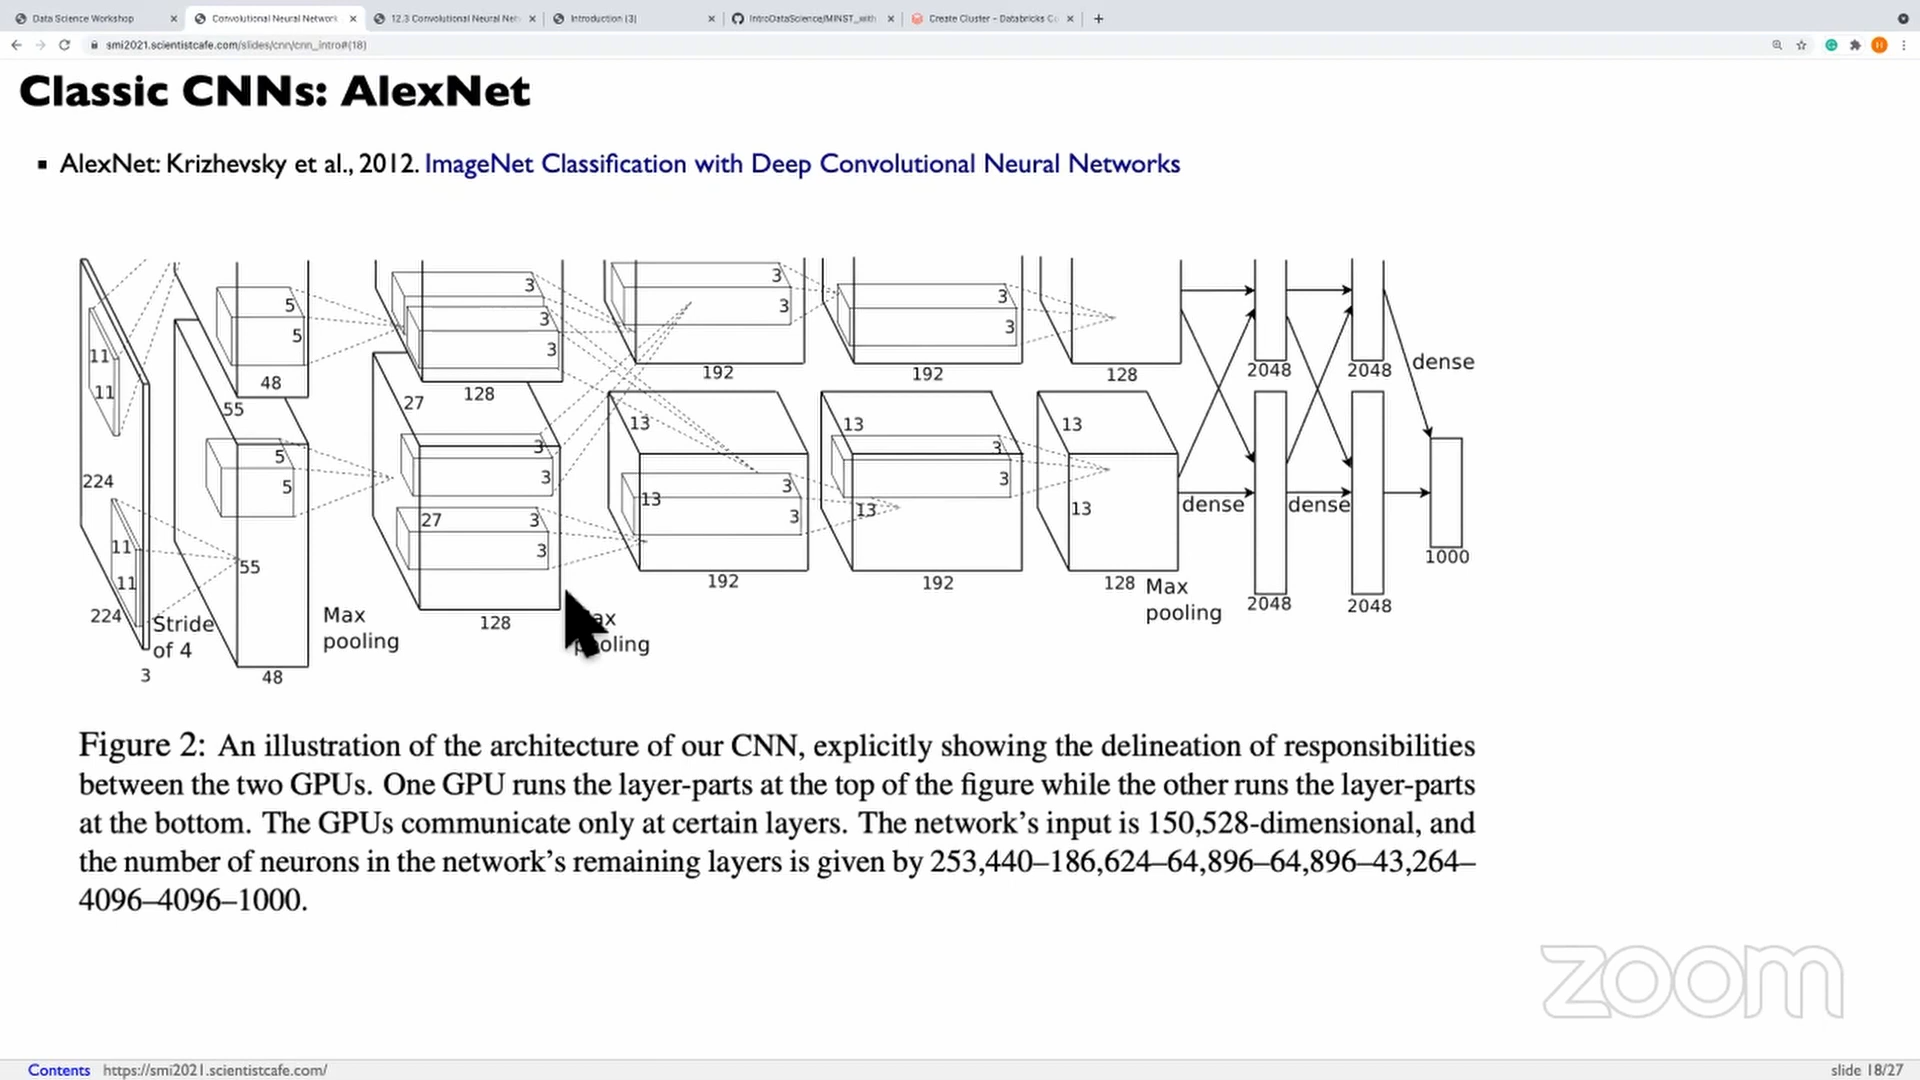 Data Science Workshop
Convolutional Neural Network
12.3 Convolutional Neural Net
Introduction (3)
IntroDataScience/MINST_with
Create Cluster - Databricks Co
smi2021.scientistcafe.com/slides/cnn/cnn_intro#(18)
H
Classic CNNs: AlexNet
▪ AlexNet: Krizhevsky et al., 2012. ImageNet Classification with Deep Convolutional Neural Networks
11
11
224
11
11
224
3
Stride
of 4
5
5
48
55
5
5
55
48
Max
pooling
3
3
3
128
27
3
3
27
3
3
128
pooling
3
3
192
13
3
13
3
192
3
3
192
13
3
3
13
192
128
13
13
128
Max
pooling
dense
2048
2048
dense
dense
2048
2048
dense
1000
Figure 2: An illustration of the architecture of our CNN, explicitly showing the delineation of responsibilities
between the two GPUs. One GPU runs the layer-parts at the top of the figure while the other runs the layer-parts
at the bottom. The GPUs communicate only at certain layers. The network's input is 150,528-dimensional, and
the number of neurons in the network's remaining layers is given by 253,440–186,624–64,896–64,896–43,264–
4096–4096–1000.
zoom
Contents https://smi2021.scientistcafe.com/
slide 18/27